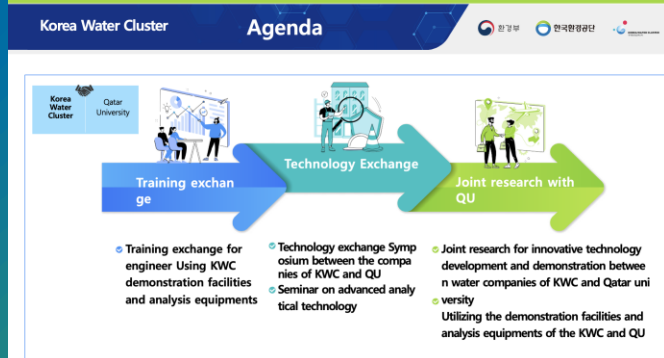 Korea Water Cluster
Agenda
환경부
한국환경공단
Korea
Water
Cluster
Qatar
University
Training exchan
ge
Technology Exchange
Joint research with
QU
Training exchange for
engineer Using KWC
demonstration facilities
and analysis equipments
Technology exchange Symp
osium between the compa
nies of KWC and QU
Seminar on advanced analy
tical technology
Joint research for innovative technology
development and demonstration betwee
n water companies of KWC and Qatar uni
versity
Utilizing the demonstration facilities and
analysis equipments of the KWC and QU